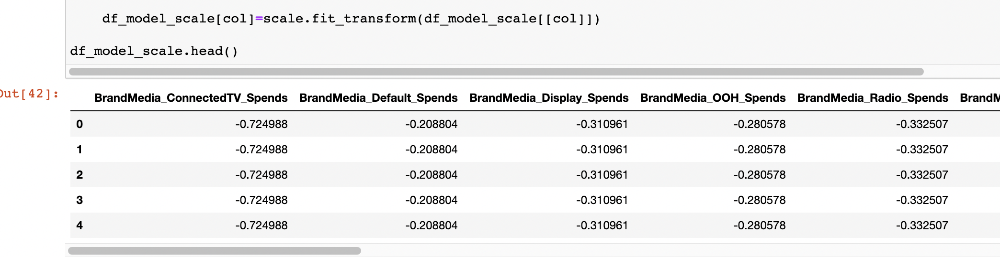 df_model_scale[col]=scale.fit_transform(df_model_scale[[col]])
df_model_scale.head()
Out[42]:
BrandMedia_ConnectedTV_Spends BrandMedia_Default_Spends BrandMedia_Display_Spends BrandMedia_OOH_Spends BrandMedia_Radio_Spends BrandM
0 -0.724988 -0.208804 -0.310961 -0.280578 -0.332507
1 -0.724988 -0.208804 -0.310961 -0.280578 -0.332507
2 -0.724988 -0.208804 -0.310961 -0.280578 -0.332507
3 -0.724988 -0.208804 -0.310961 -0.280578 -0.332507
4 -0.724988 -0.208804 -0.310961 -0.280578 -0.332507